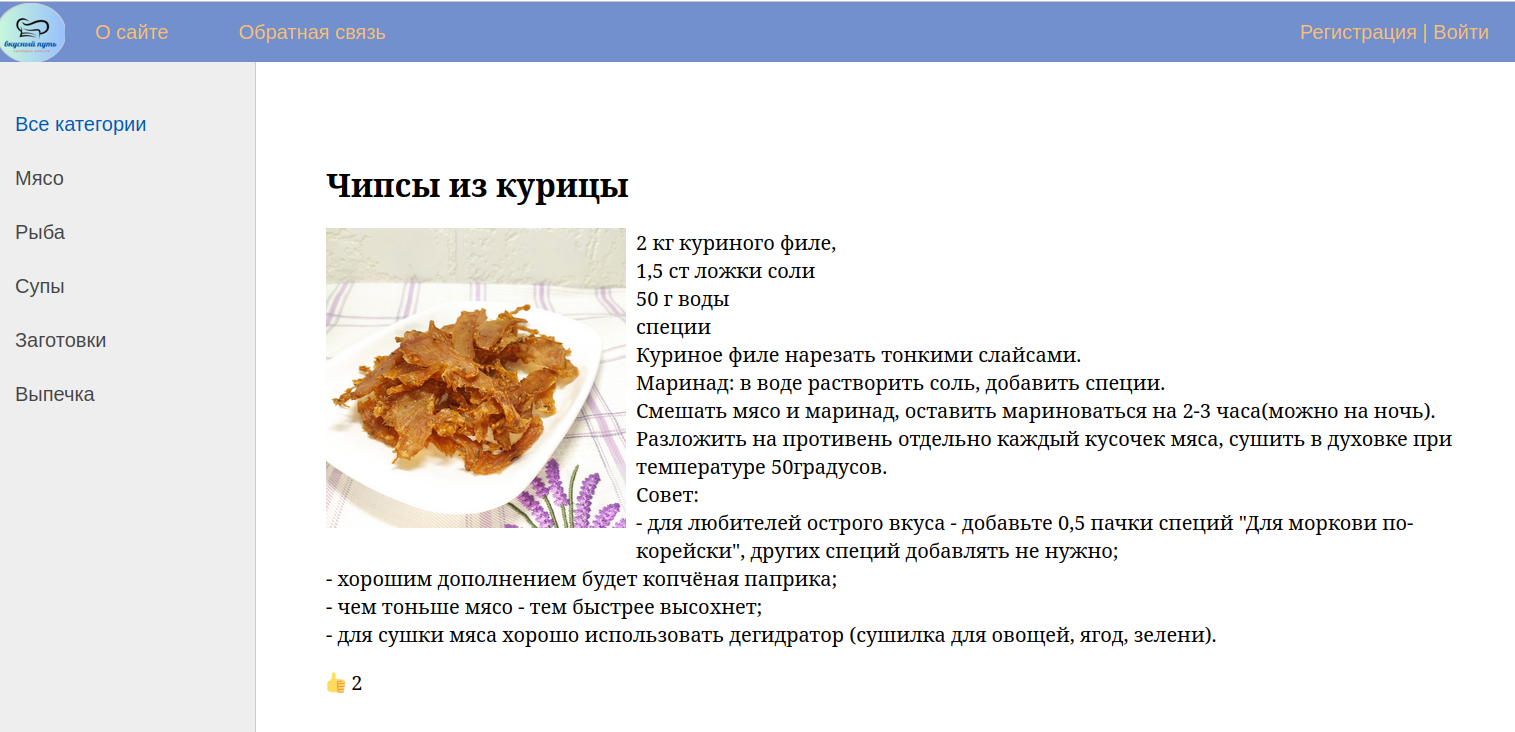 вкусный путь
О сайте
Обратная связь
Регистрация | Войти
Все категории
Мясо
Рыба
Супы
Заготовки
Выпечка
Чипсы из курицы
2 кг куриного филе,
1,5 ст ложки соли
50 г воды
специи
Куриное филе нарезать тонкими слайсами.
Маринад: в воде растворить соль, добавить специи.
Смешать мясо и маринад, оставить мариноваться на 2-3 часа(можно на ночь).
Разложить на противень отдельно каждый кусочек мяса, сушить в духовке при
температуре 50градусов.
Совет:
- для любителей острого вкуса - добавьте 0,5 пачки специй "Для моркови по-
корейски", других специй добавлять не нужно;
- хорошим дополнением будет копчёная паприка;
- чем тоньше мясо - тем быстрее высохнет;
- для сушки мяса хорошо использовать дегидратор (сушилка для овощей, ягод, зелени).
👍 2